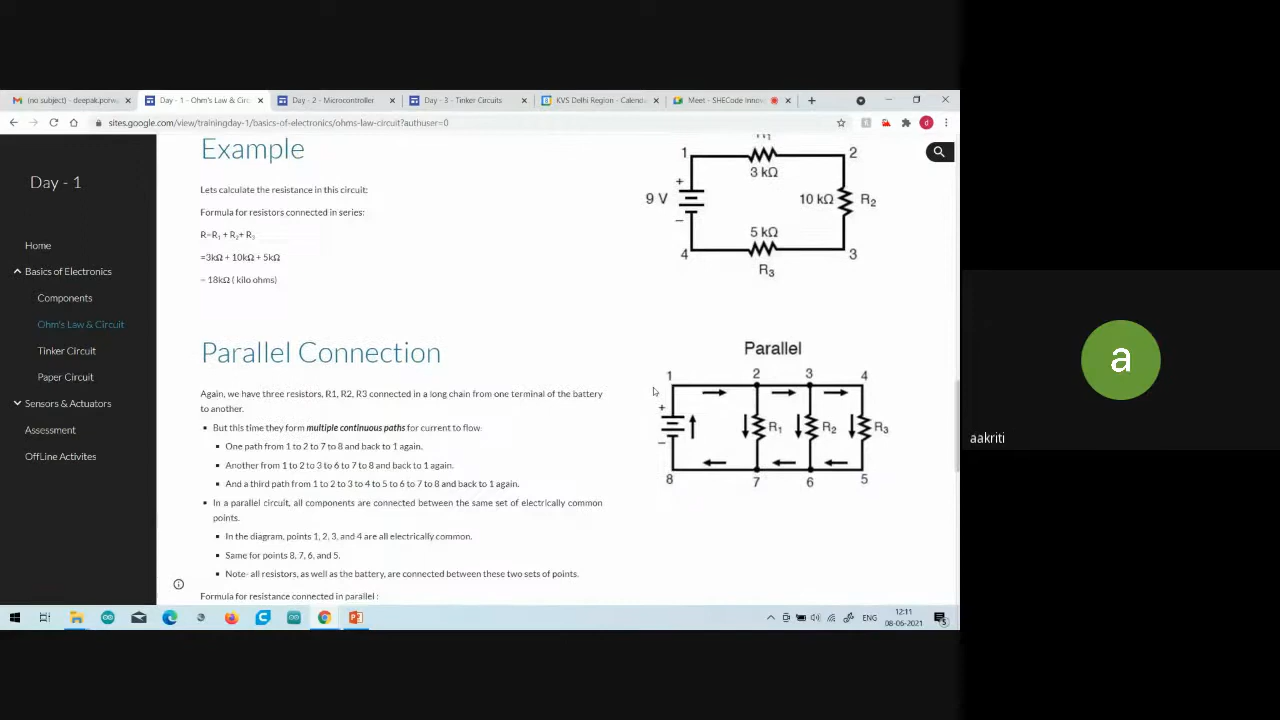 (no subject) - deepak.porw
Day - 1 - Ohm's Law & Circ
Day - 2 - Microcontroller
Day - 3 - Tinker Circuits
KVS Delhi Region - Calenda
Meet - SHECode Innov
sites.google.com/view/trainingday-1/basics-of-electronics/ohms-law-circuit?authuser=0
d
Day - 1
Home
Basics of Electronics
Components
Ohm's Law & Circuit
Tinker Circuit
Paper Circuit
Sensors & Actuators
Assessment
OffLine Activites
Example
Lets calculate the resistance in this circuit:
Formula for resistors connected in series:
R=R1 + R2+ R3
=3kΩ + 10kΩ + 5kΩ
= 18kΩ ( kilo ohms)
1
R1
2
3 kΩ
+
9 V
−
10 kΩ
R2
5 kΩ
4
3
R3
Parallel Connection
Again, we have three resistors, R1, R2, R3 connected in a long chain from one terminal of the battery
to another.
But this time they form multiple continuous paths for current to flow.
One path from 1 to 2 to 7 to 8 and back to 1 again.
Another from 1 to 2 to 3 to 6 to 7 to 8 and back to 1 again.
And a third path from 1 to 2 to 3 to 4 to 5 to 6 to 7 to 8 and back to 1 again.
In a parallel circuit, all components are connected between the same set of electrically common
points.
In the diagram, points 1, 2, 3, and 4 are all electrically common.
Same for points 8, 7, 6, and 5.
Note- all resistors, as well as the battery, are connected between these two sets of points.
Formula for resistance connected in parallel :
Parallel
1 2 3 4
+
−
R1 R2 R3
8 7 6 5
ENG
12:11
08-06-2021
5
a
aakriti